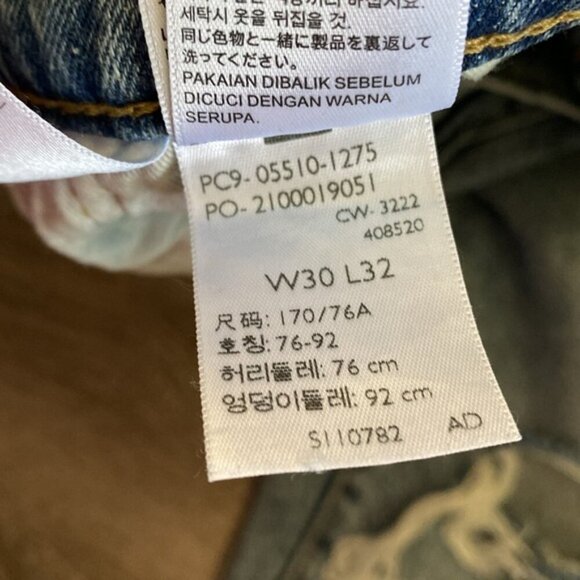 세탁시 옷을 뒤집을 것.
同じ色物と一緒に製品を裏返して
洗ってください.
PAKAIAN DIBALIK SEBELUM
DICUCI DENGAN WARNA
SERUPA.
PC9- 05510-1275
PO- 2100019051
CW- 3222
408520
W30 L32
尺码: 170/76A
호칭: 76-92
허리둘레: 76 cm
엉덩이둘레: 92 cm
S110782 AD